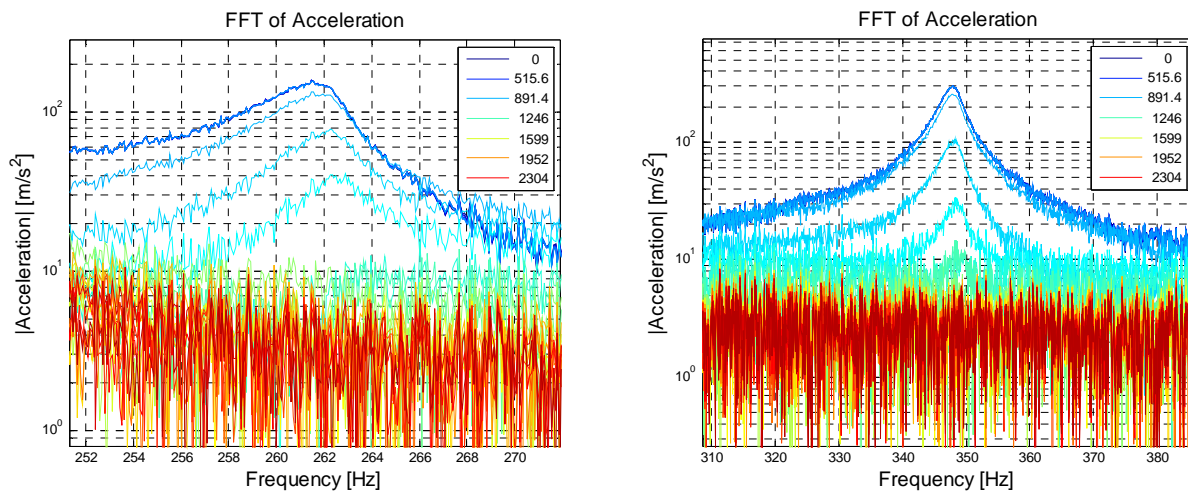 FFT of Acceleration
|Acceleration| [m/s²]
10²
10¹
10⁰
0
515.6
891.4
1246
1599
1952
2304
252 254 256 258 260 262 264 266 268 270
Frequency [Hz]
FFT of Acceleration
|Acceleration| [m/s²]
10²
10¹
10⁰
0
515.6
891.4
1246
1599
1952
2304
310 320 330 340 350 360 370 380
Frequency [Hz]